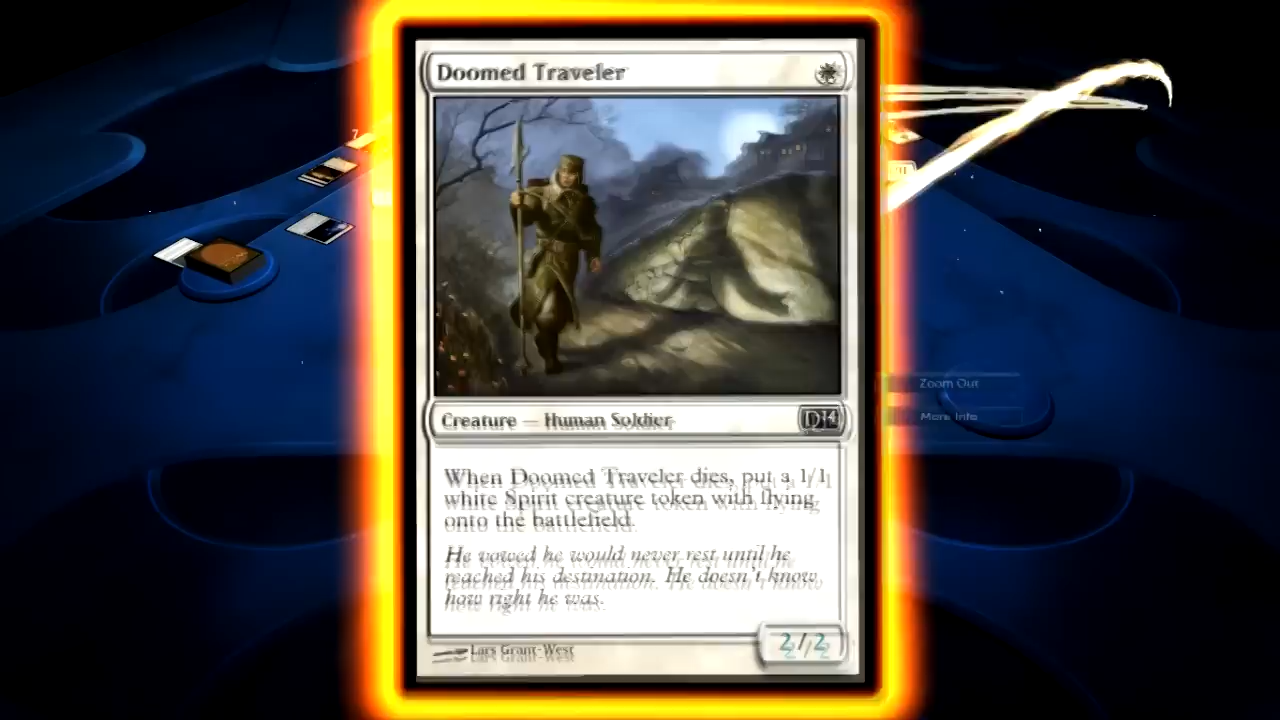 Doomed Traveler
7
Zoom Out
More Info
Creature — Human Soldier
D14
When Doomed Traveler dies, put a 1/1
white Spirit creature token with flying
onto the battlefield.
He vowed he would never rest until he
reached his destination. He doesn't know
how right he was.
2/2
Lars Grant-West